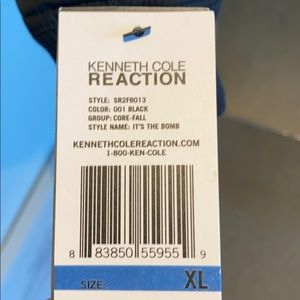 KENNETH COLE
REACTION
STYLE: SR2F8013
COLOR: 001 BLACK
GROUP: CORE-FALL
STYLE NAME: IT'S THE BOMB
KENNETHCOLEREACTION.COM
1-800-KEN-COLE
8 83850 55955 9
SIZE: XL